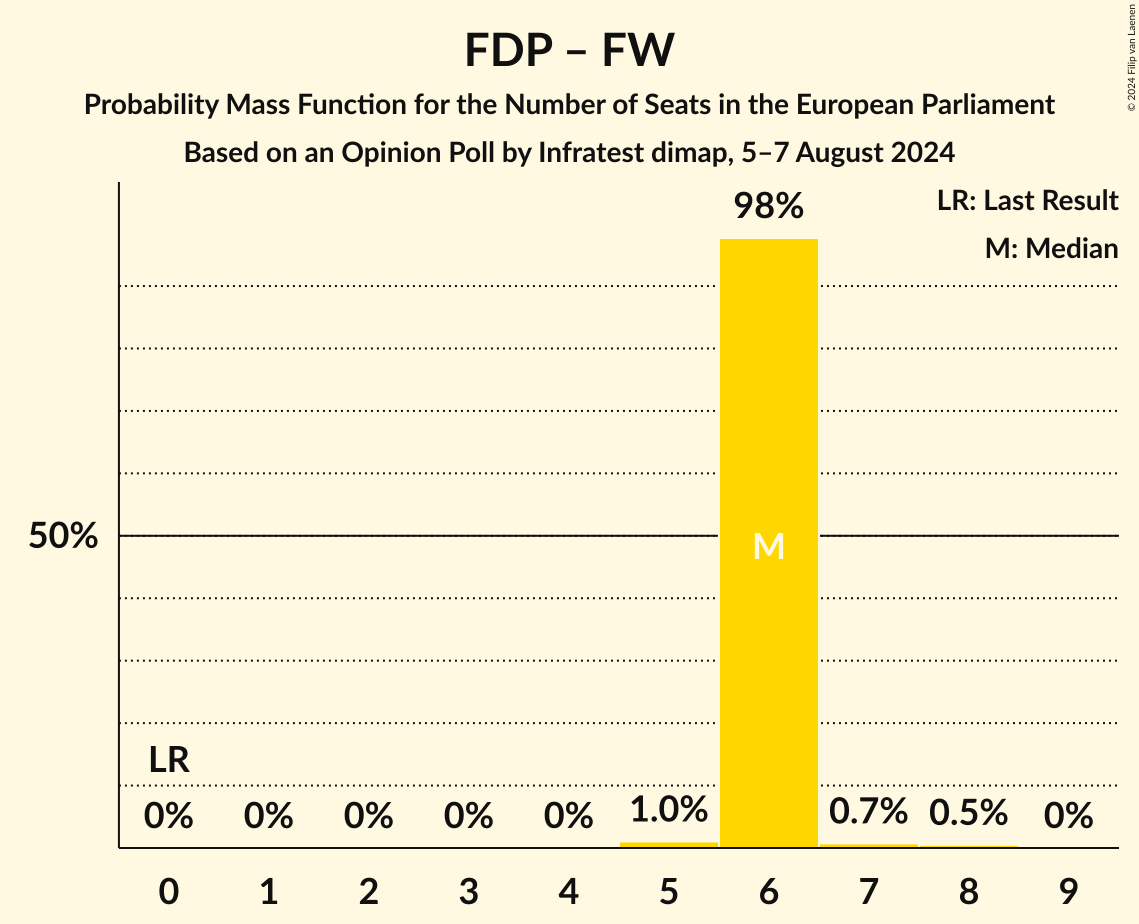 FDP – FW
Probability Mass Function for the Number of Seats in the European Parliament
Based on an Opinion Poll by Infratest dimap, 5–7 August 2024
© 2024 Filip van Laenen
LR: Last Result
M: Median
98%
50%
M
LR
0% 0% 0% 0% 0% 1.0% 0.7% 0.5% 0%
0 1 2 3 4 5 6 7 8 9